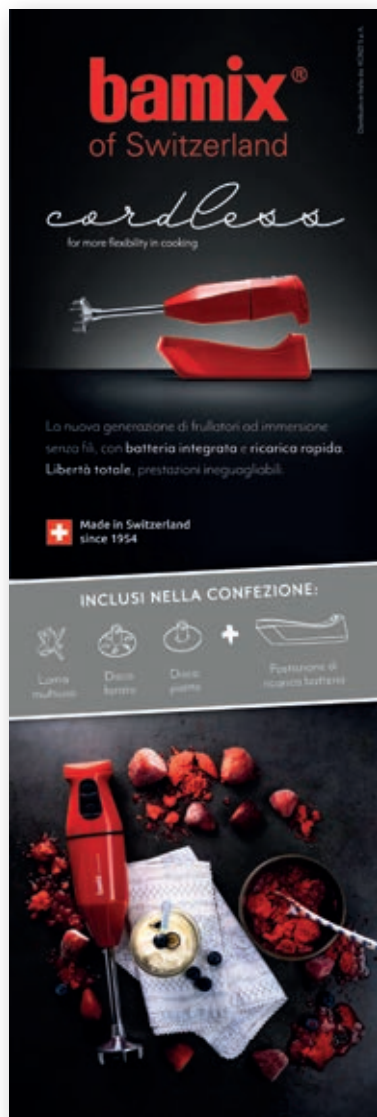 bamix®
of Switzerland
cordless
for more flexibility in cooking
La nuova generazione di frullatori ad immersione
senza fili, con batteria integrata e ricarica rapida.
Libertà totale, prestazioni ineguagliabili.
Made in Switzerland
since 1954
INCLUSI NELLA CONFEZIONE:
Lama
multiuso
Disco
forato
Disco
piatto
+
Postazione di
ricarica batteria
bamix